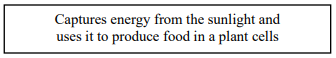 Captures energy from the sunlight and
uses it to produce food in a plant cells